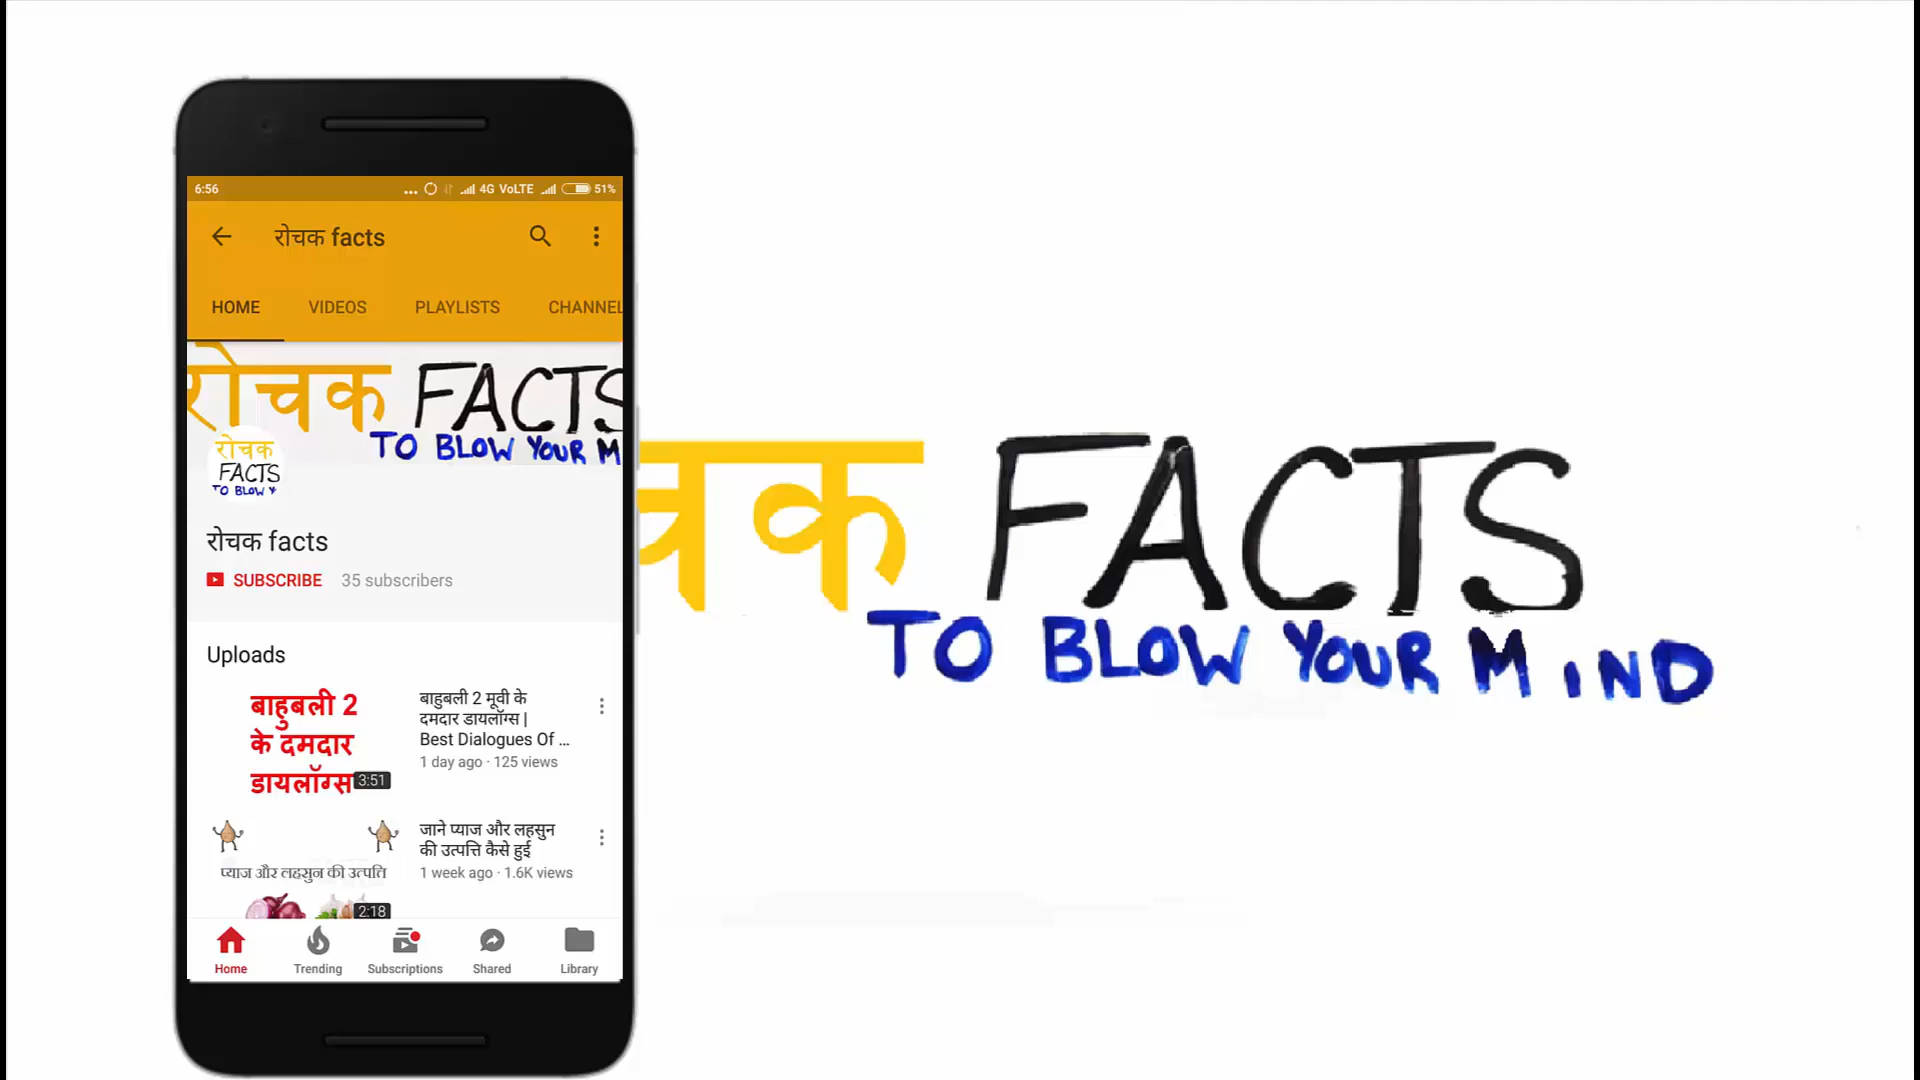 6:56
4G VoLTE 51%
रोचक facts
HOME VIDEOS PLAYLISTS CHANNEL
रोचक FACTS
TO BLOW YOUR M
रोचक
FACTS
TO BLOW Y
रोचक facts
SUBSCRIBE 35 subscribers
Uploads
बाहुबली 2
के दमदार
डायलॉग्स
3:51
बाहुबली 2 मूवी के
दमदार डायलॉग्स |
Best Dialogues Of ...
1 day ago · 125 views
प्याज और लहसुन की उत्पत्ति
2:18
जाने प्याज और लहसुन
की उत्पत्ति कैसे हुई
1 week ago · 1.6K views
Home Trending Subscriptions Shared Library
चक FACTS
TO BLOW YOUR MIND